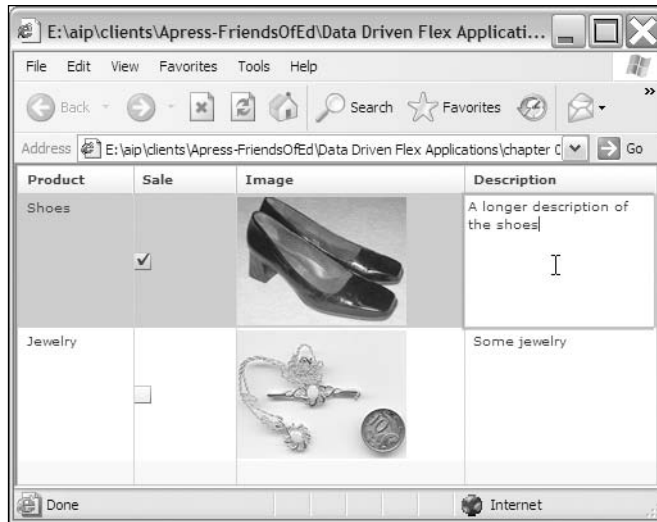 E:\aip\clients\Apress-FriendsOfEd\Data Driven Flex Applicati...
File Edit View Favorites Tools Help
Back Search Favorites »
Address E:\aip\clients\Apress-FriendsOfEd\Data Driven Flex Applications\chapter 0 Go
Product Sale Image Description
Shoes
A longer description of
the shoes
Jewelry
Some jewelry
10
Done Internet